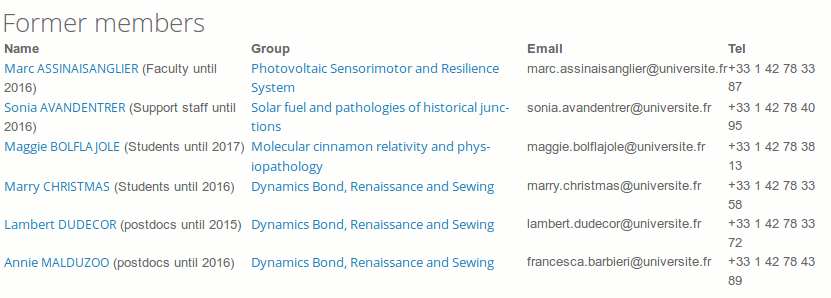 Former members
Name Group Email Tel
Marc ASSINAISANGLIER (Faculty until Photovoltaic Sensorimotor and Resilience marc.assinaisanglier@universite.fr +33 1 42 78 33
2016) System 87
Sonia AVANDENTRER (Support staff until Solar fuel and pathologies of historical junc- sonia.avandentrer@universite.fr +33 1 42 78 40
2016) tions 95
Maggie BOLFLAJOLE (Students until 2017) Molecular cinnamon relativity and phys- maggie.bolflajole@universite.fr +33 1 42 78 38
iopathology 13
Marry CHRISTMAS (Students until 2016) Dynamics Bond, Renaissance and Sewing marry.christmas@universite.fr +33 1 42 78 33
58
Lambert DUDECOR (postdocs until 2015) Dynamics Bond, Renaissance and Sewing lambert.dudecor@universite.fr +33 1 42 78 33
72
Annie MALDUZOO (postdocs until 2016) Dynamics Bond, Renaissance and Sewing francesca.barbieri@universite.fr +33 1 42 78 43
89